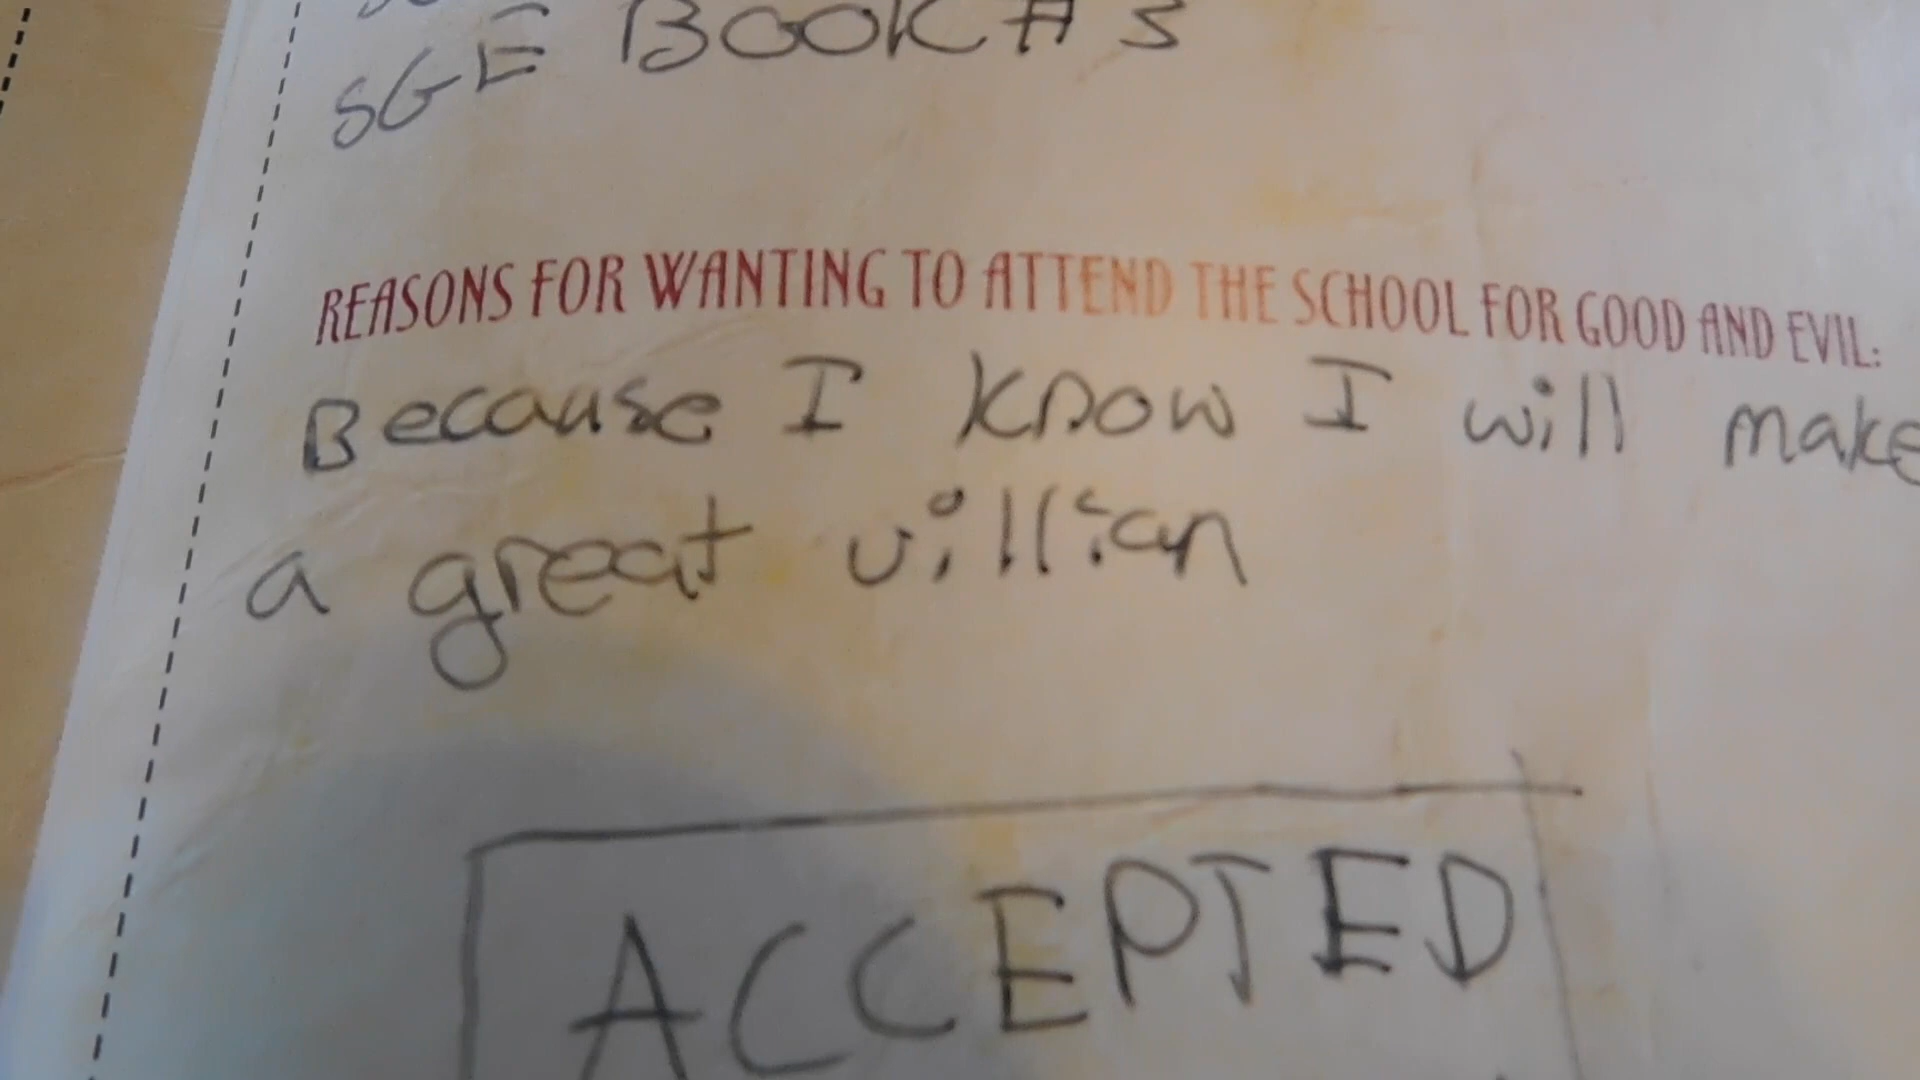 SGE BOOK #3
REASONS FOR WANTING TO ATTEND THE SCHOOL FOR GOOD AND EVIL:
Because I know I will make
a great villian
ACCEPTED